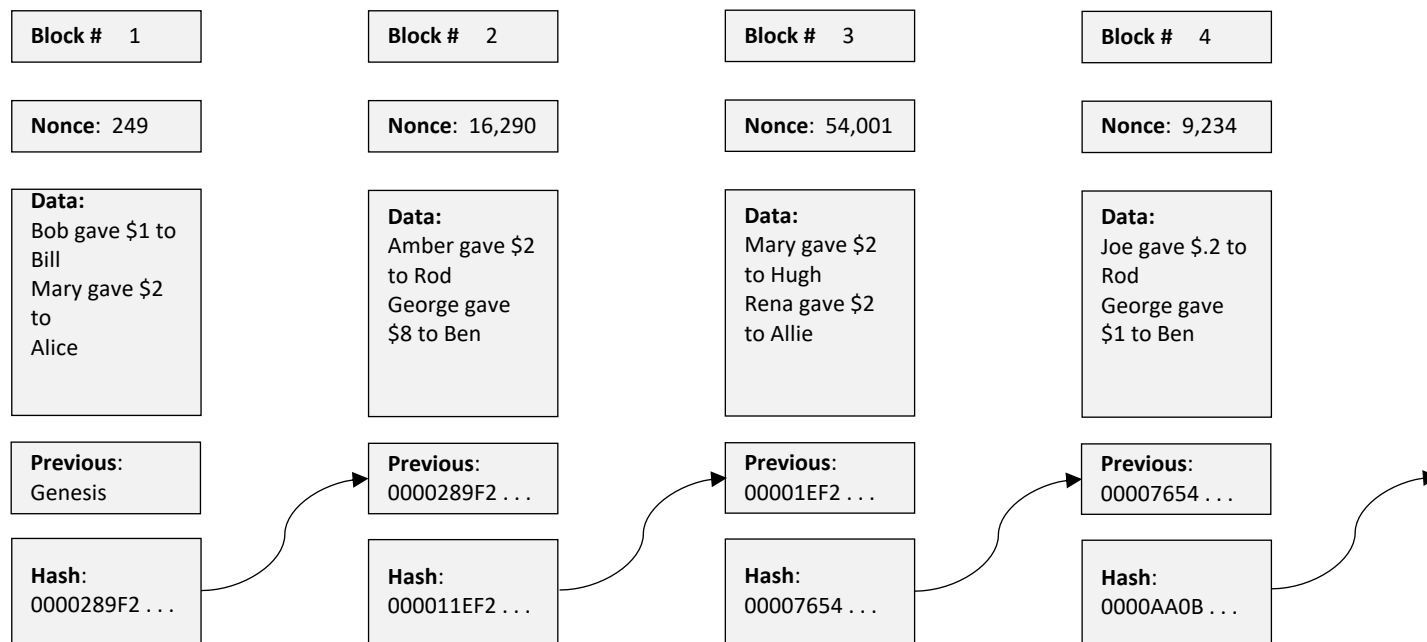 Block # 1
Nonce: 249
Data:
Bob gave $1 to
Bill
Mary gave $2
to
Alice
Previous:
Genesis
Hash:
0000289F2 . . .
Block # 2
Nonce: 16,290
Data:
Amber gave $2
to Rod
George gave
$8 to Ben
Previous:
0000289F2 . . .
Hash:
000011EF2 . . .
Block # 3
Nonce: 54,001
Data:
Mary gave $2
to Hugh
Rena gave $2
to Allie
Previous:
00001EF2 . . .
Hash:
00007654 . . .
Block # 4
Nonce: 9,234
Data:
Joe gave $.2 to
Rod
George gave
$1 to Ben
Previous:
00007654 . . .
Hash:
0000AA0B . . .